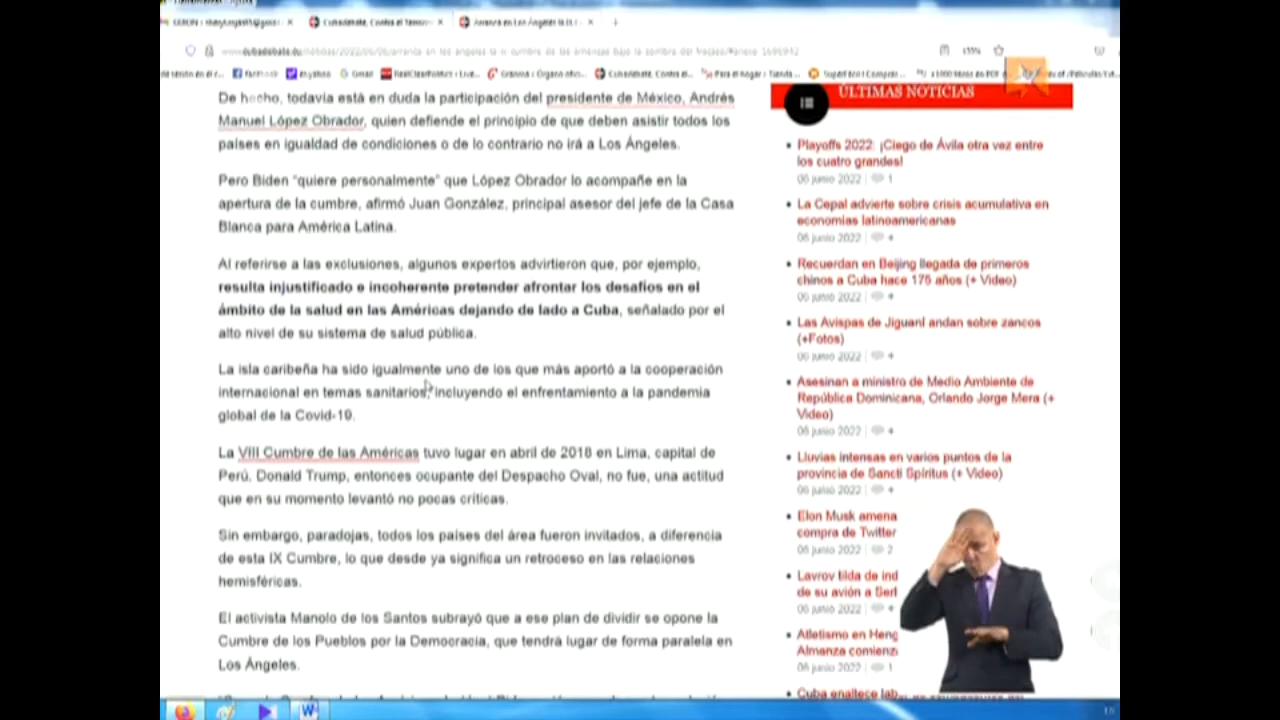 De hecho, todavía está en duda la participación del presidente de México, Andrés
Manuel López Obrador, quien defiende el principio de que deben asistir todos los
países en igualdad de condiciones o de lo contrario no irá a Los Ángeles.
Pero Biden "quiere personalmente" que López Obrador lo acompañe en la
apertura de la cumbre, afirmó Juan González, principal asesor del jefe de la Casa
Blanca para América Latina.
Al referirse a las exclusiones, algunos expertos advirtieron que, por ejemplo,
resulta injustificado e incoherente pretender afrontar los desafíos en el
ámbito de la salud en las Américas dejando de lado a Cuba, señalado por el
alto nivel de su sistema de salud pública.
La isla caribeña ha sido igualmente uno de los que más aportó a la cooperación
internacional en temas sanitarios, incluyendo el enfrentamiento a la pandemia
global de la Covid-19.
La VIII Cumbre de las Américas tuvo lugar en abril de 2018 en Lima, capital de
Perú. Donald Trump, entonces ocupante del Despacho Oval, no fue, una actitud
que en su momento levantó no pocas críticas.
Sin embargo, paradojas, todos los países del área fueron invitados, a diferencia
de esta IX Cumbre, lo que desde ya significa un retroceso en las relaciones
hemisféricas.
El activista Manolo de los Santos subrayó que a ese plan de dividir se opone la
Cumbre de los Pueblos por la Democracia, que tendrá lugar de forma paralela en
Los Ángeles.
ÚLTIMAS NOTICIAS
Playoffs 2022: ¡Ciego de Ávila otra vez entre
los cuatro grandes!
06 junio 2022 | 1
La Cepal advierte sobre crisis acumulativa en
economías latinoamericanas
06 junio 2022 | +
Recuerdan en Beijing llegada de primeros
chinos a Cuba hace 175 años (+ Video)
06 junio 2022 | +
Las Avispas de Jiguaní andan sobre zancos
(+Fotos)
06 junio 2022 | +
Asesinan a ministro de Medio Ambiente de
República Dominicana, Orlando Jorge Mera (+
Video)
06 junio 2022 | +
Lluvias intensas en varios puntos de la
provincia de Sancti Spíritus (+ Video)
06 junio 2022 | +
Elon Musk amena
compra de Twitter
06 junio 2022 | 2
Lavrov tilda de ind
de su avión a Serl
06 junio 2022 | +
Atletismo en Heng
Almanza comienz
06 junio 2022 | 1
Cuba enaltece lab